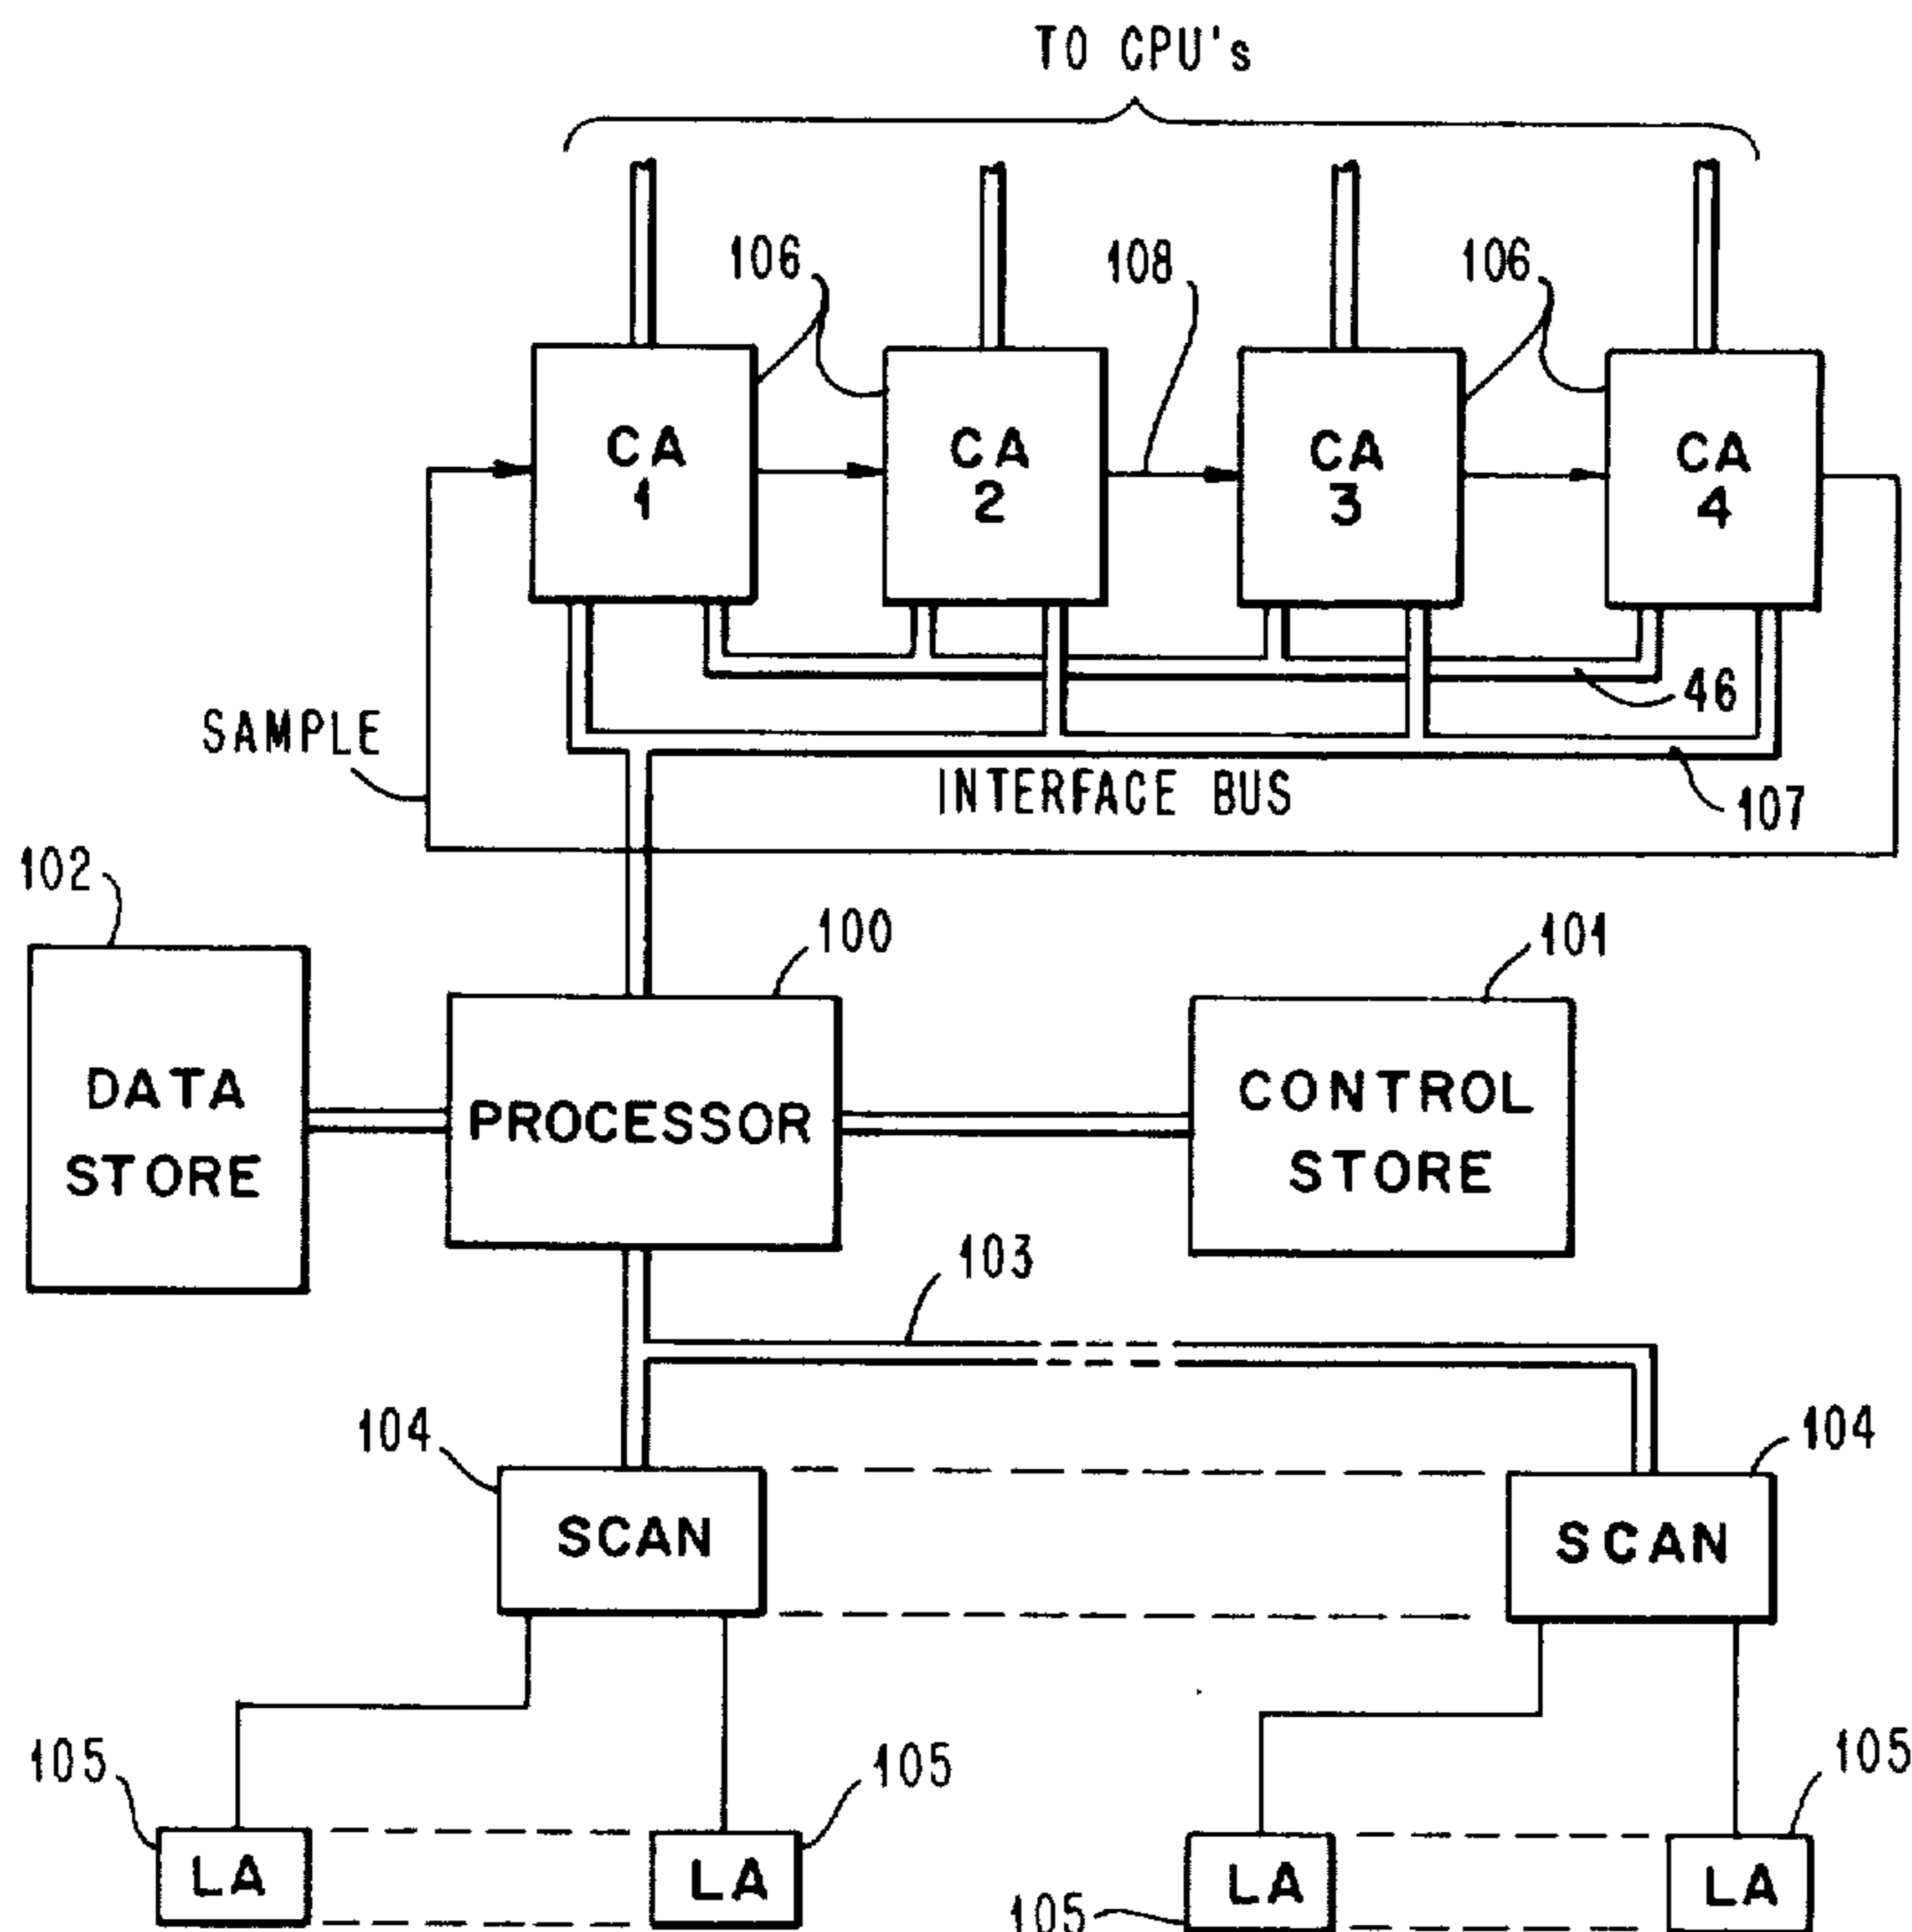 TO CPU's
106
108
106
CA
1
CA
2
CA
3
CA
4
46
SAMPLE
INTERFACE BUS
107
102
100
101
DATA
STORE
PROCESSOR
CONTROL
STORE
103
104
104
SCAN
SCAN
105
105
105
LA
LA
LA
LA
105